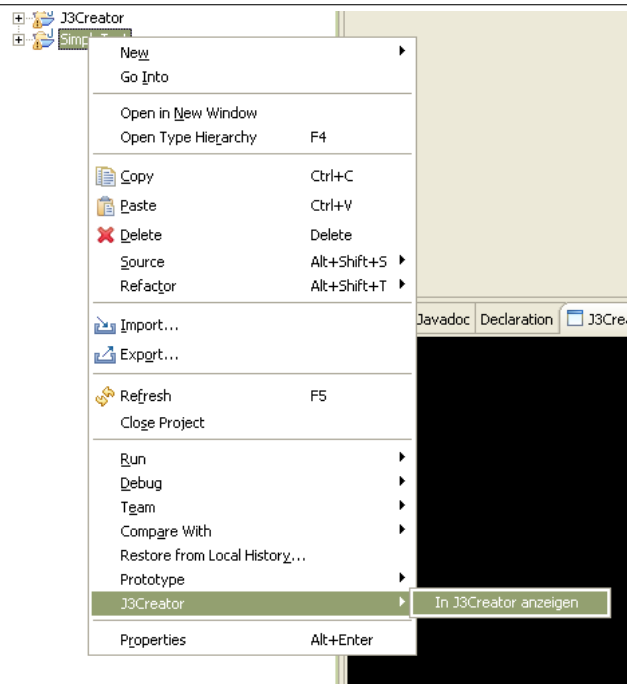 J3Creator
New
Go Into
Open in New Window
Open Type Hierarchy F4
Copy Ctrl+C
Paste Ctrl+V
Delete Delete
Source Alt+Shift+S
Refactor Alt+Shift+T
Import...
Export...
Javadoc Declaration J3Crea
Refresh F5
Close Project
Run
Debug
Team
Compare With
Restore from Local History...
Prototype
J3Creator In J3Creator anzeigen
Properties Alt+Enter